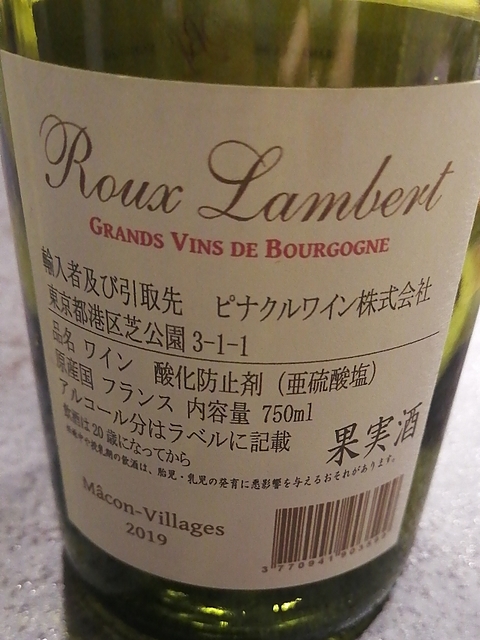 Roux Lambert
GRANDS VINS DE BOURGOGNE
輸入者及び引取先 ピナクルワイン株式会社
東京都港区芝公園3-1-1
品名 ワイン 酸化防止剤（亜硫酸塩）
原産国 フランス 内容量 750ml
アルコール分はラベルに記載
果実酒
飲酒は20歳になってから
妊娠中や授乳期の飲酒は、胎児・乳児の発育に悪影響を与えるおそれがあります。
Mâcon-Villages
2019